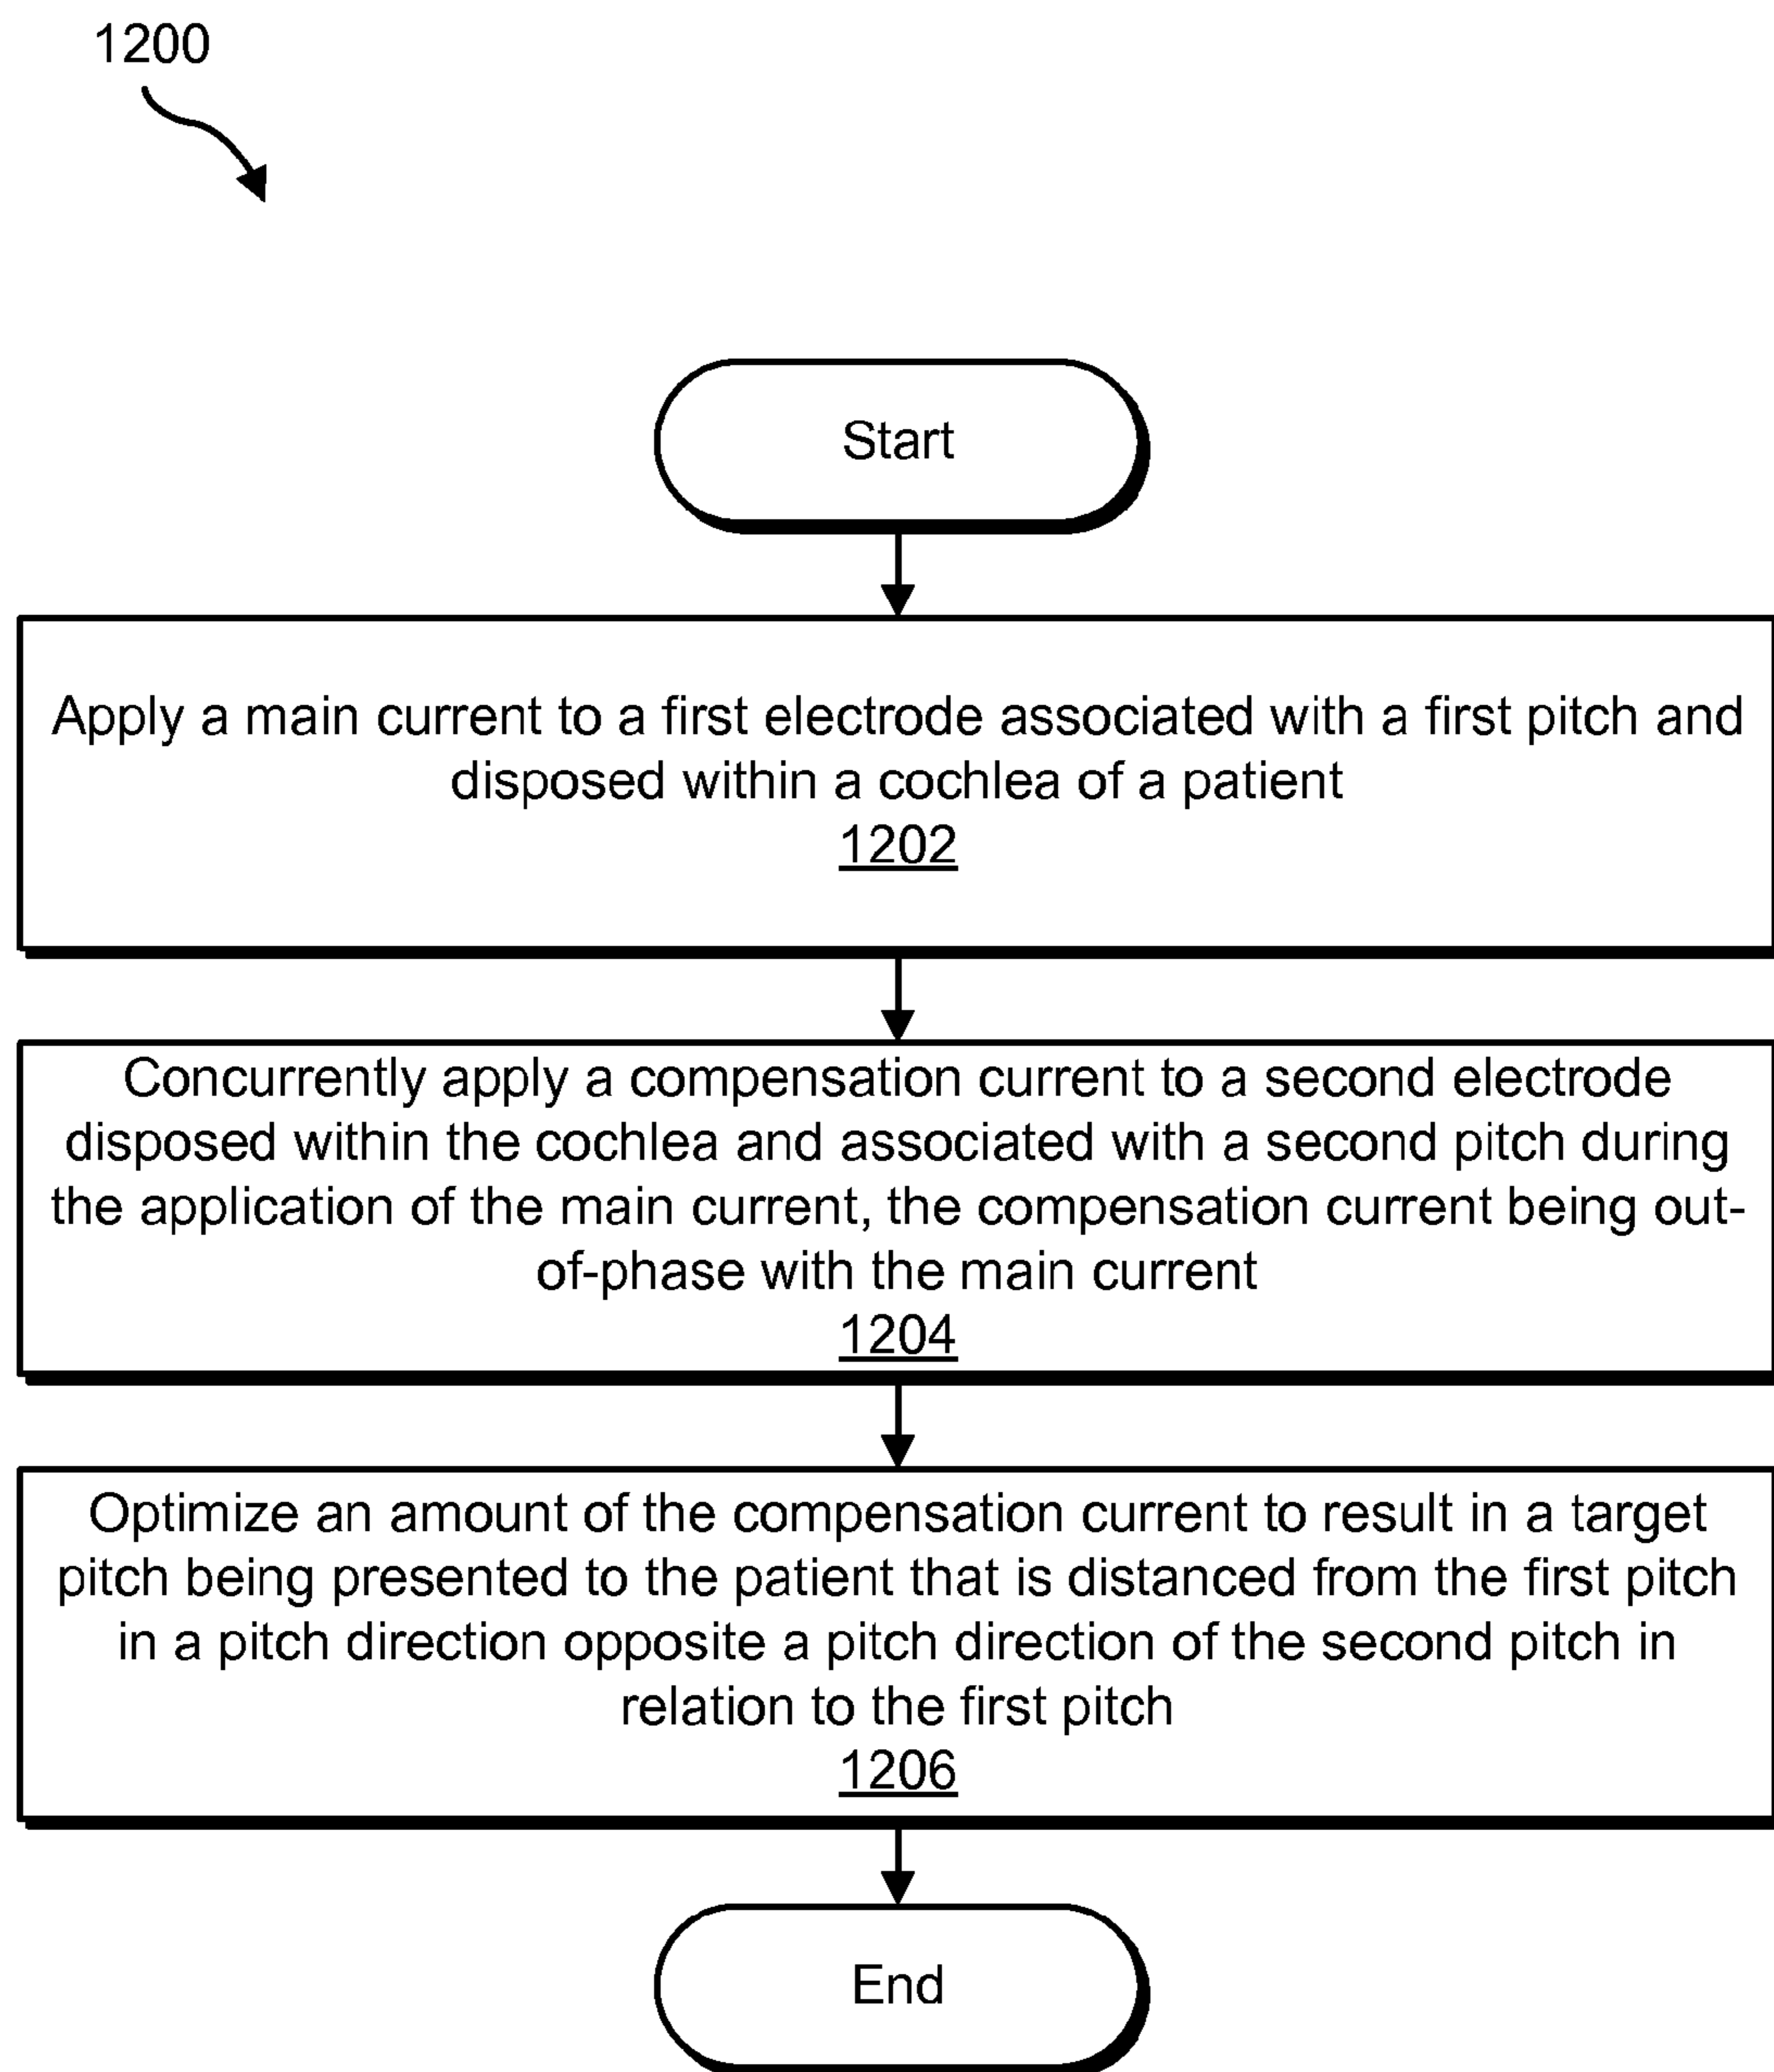 1200
Start
Apply a main current to a first electrode associated with a first pitch and
disposed within a cochlea of a patient
1202
Concurrently apply a compensation current to a second electrode
disposed within the cochlea and associated with a second pitch during
the application of the main current, the compensation current being out-
of-phase with the main current
1204
Optimize an amount of the compensation current to result in a target
pitch being presented to the patient that is distanced from the first pitch
in a pitch direction opposite a pitch direction of the second pitch in
relation to the first pitch
1206
End